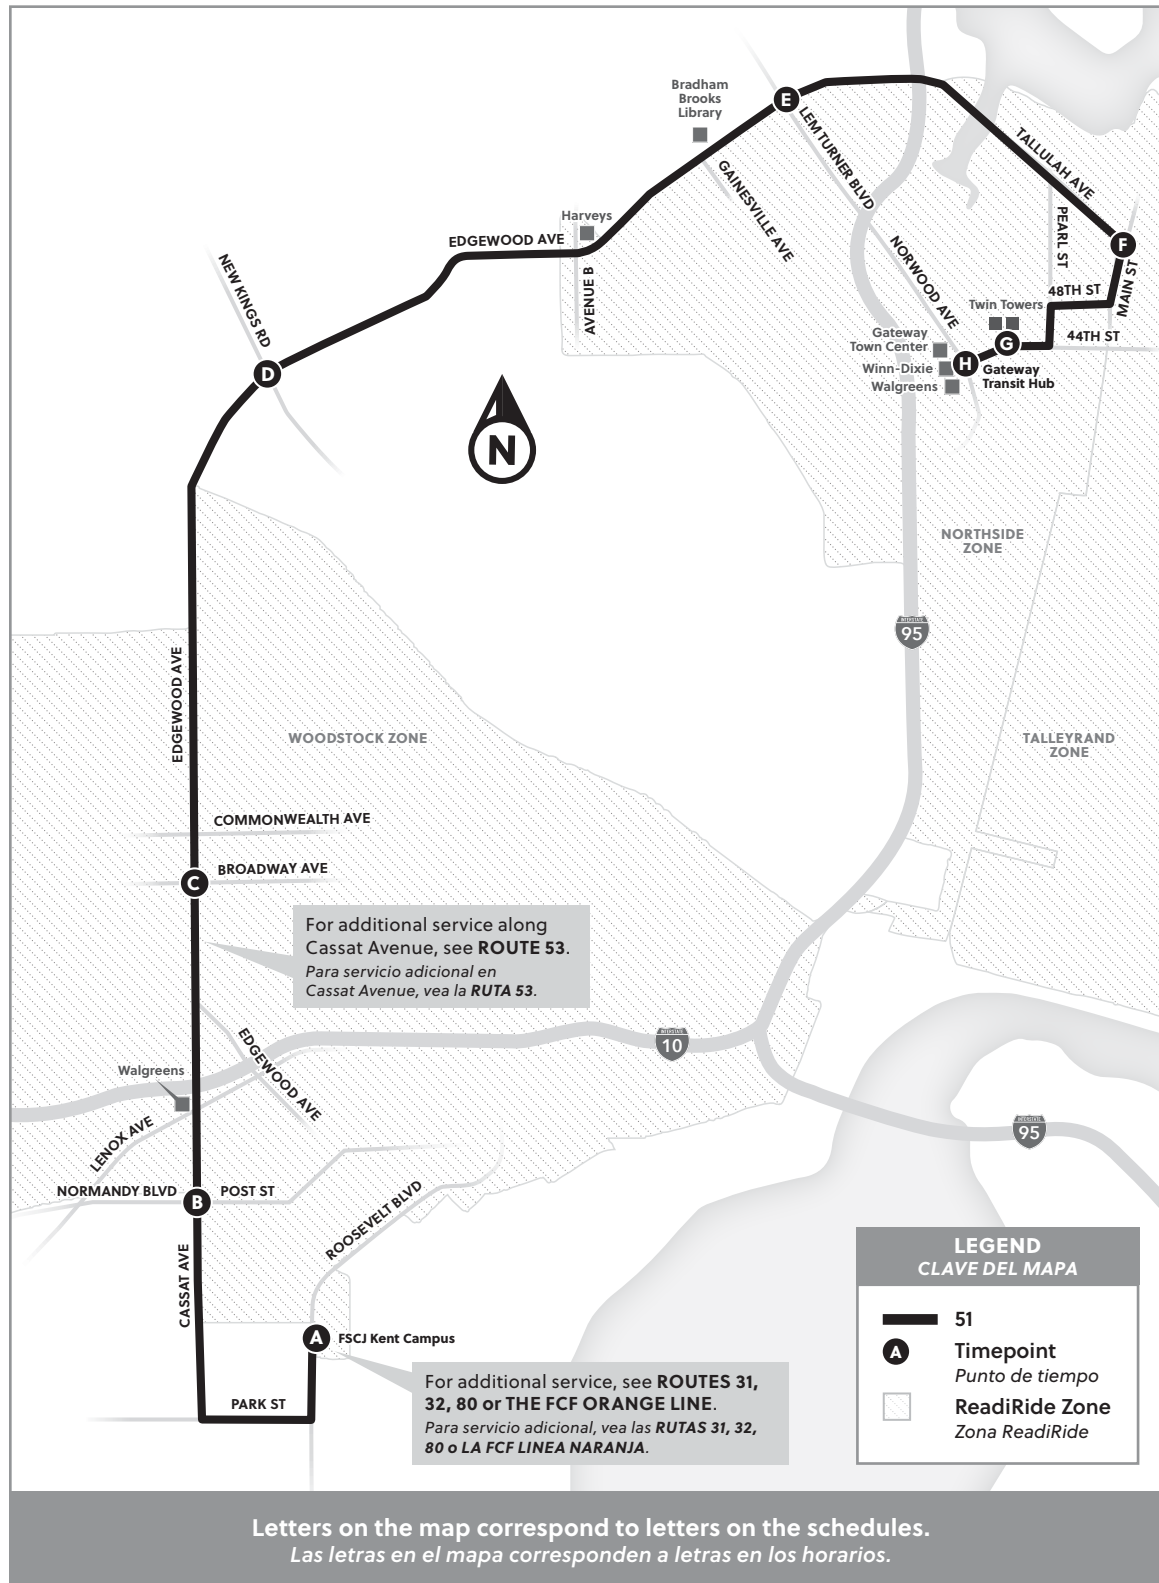 Bradham
Brooks
Library
E
LEM TURNER BLVD
TALLULAH AVE
GAINESVILLE AVE
Harveys
EDGEWOOD AVE
AVENUE B
PEARL ST
F
MAIN ST
NORWOOD AVE
48TH ST
Twin Towers
44TH ST
NEW KINGS RD
D
Gateway
Town Center
G
H
Winn-Dixie
Walgreens
Gateway
Transit Hub
N
NORTHSIDE
ZONE
INTERSTATE
95
EDGEWOOD AVE
WOODSTOCK ZONE
TALLEYRAND
ZONE
COMMONWEALTH AVE
C
BROADWAY AVE
For additional service along
Cassat Avenue, see ROUTE 53.
Para servicio adicional en
Cassat Avenue, vea la RUTA 53.
EDGEWOOD AVE
INTERSTATE
10
Walgreens
INTERSTATE
95
LENOX AVE
NORMANDY BLVD
B
POST ST
ROOSEVELT BLVD
CASSAT AVE
A
FSCJ Kent Campus
PARK ST
For additional service, see ROUTES 31,
32, 80 or THE FCF ORANGE LINE.
Para servicio adicional, vea las RUTAS 31, 32,
80 o LA FCF LINEA NARANJA.
LEGEND
CLAVE DEL MAPA
51
A
Timepoint
Punto de tiempo
ReadiRide Zone
Zona ReadiRide
Letters on the map correspond to letters on the schedules.
Las letras en el mapa corresponden a letras en los horarios.